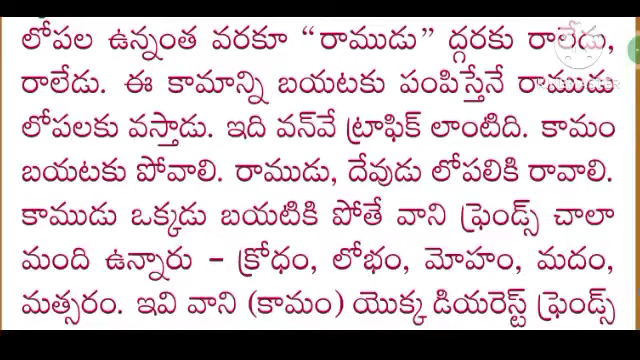 లోపల ఉన్నంత వరకూ “రాముడు” ద్గరకు రాలేడు,
రాలేడు. ఈ కామాన్ని బయటకు పంపిస్తేనే రాముడు
లోపలకు వస్తాడు. ఇది వన్‌వే ట్రాఫిక్ లాంటిది. కామం
బయటకు పోవాలి. రాముడు, దేవుడు లోపలికి రావాలి.
కాముడు ఒక్కడు బయటికి పోతే వాని ఫ్రెండ్స్ చాలా
మంది ఉన్నారు – క్రోధం, లోభం, మోహం, మదం,
మత్సరం. ఇవి వాని (కామం) యొక్క డియరెస్ట్ ఫ్రెండ్స్